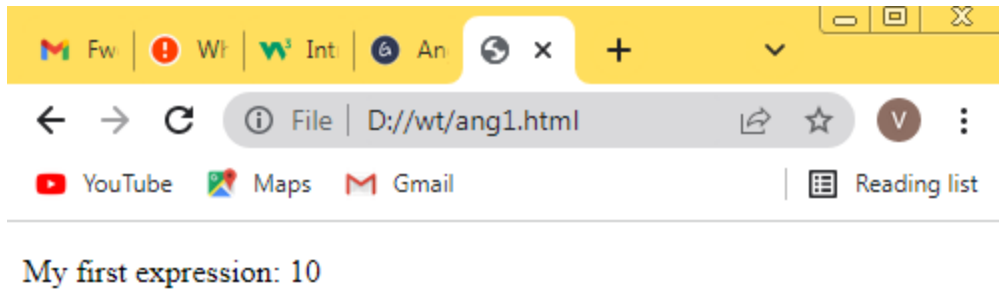 Fw Wh Int An
File D://wt/ang1.html V
YouTube Maps Gmail Reading list
My first expression: 10